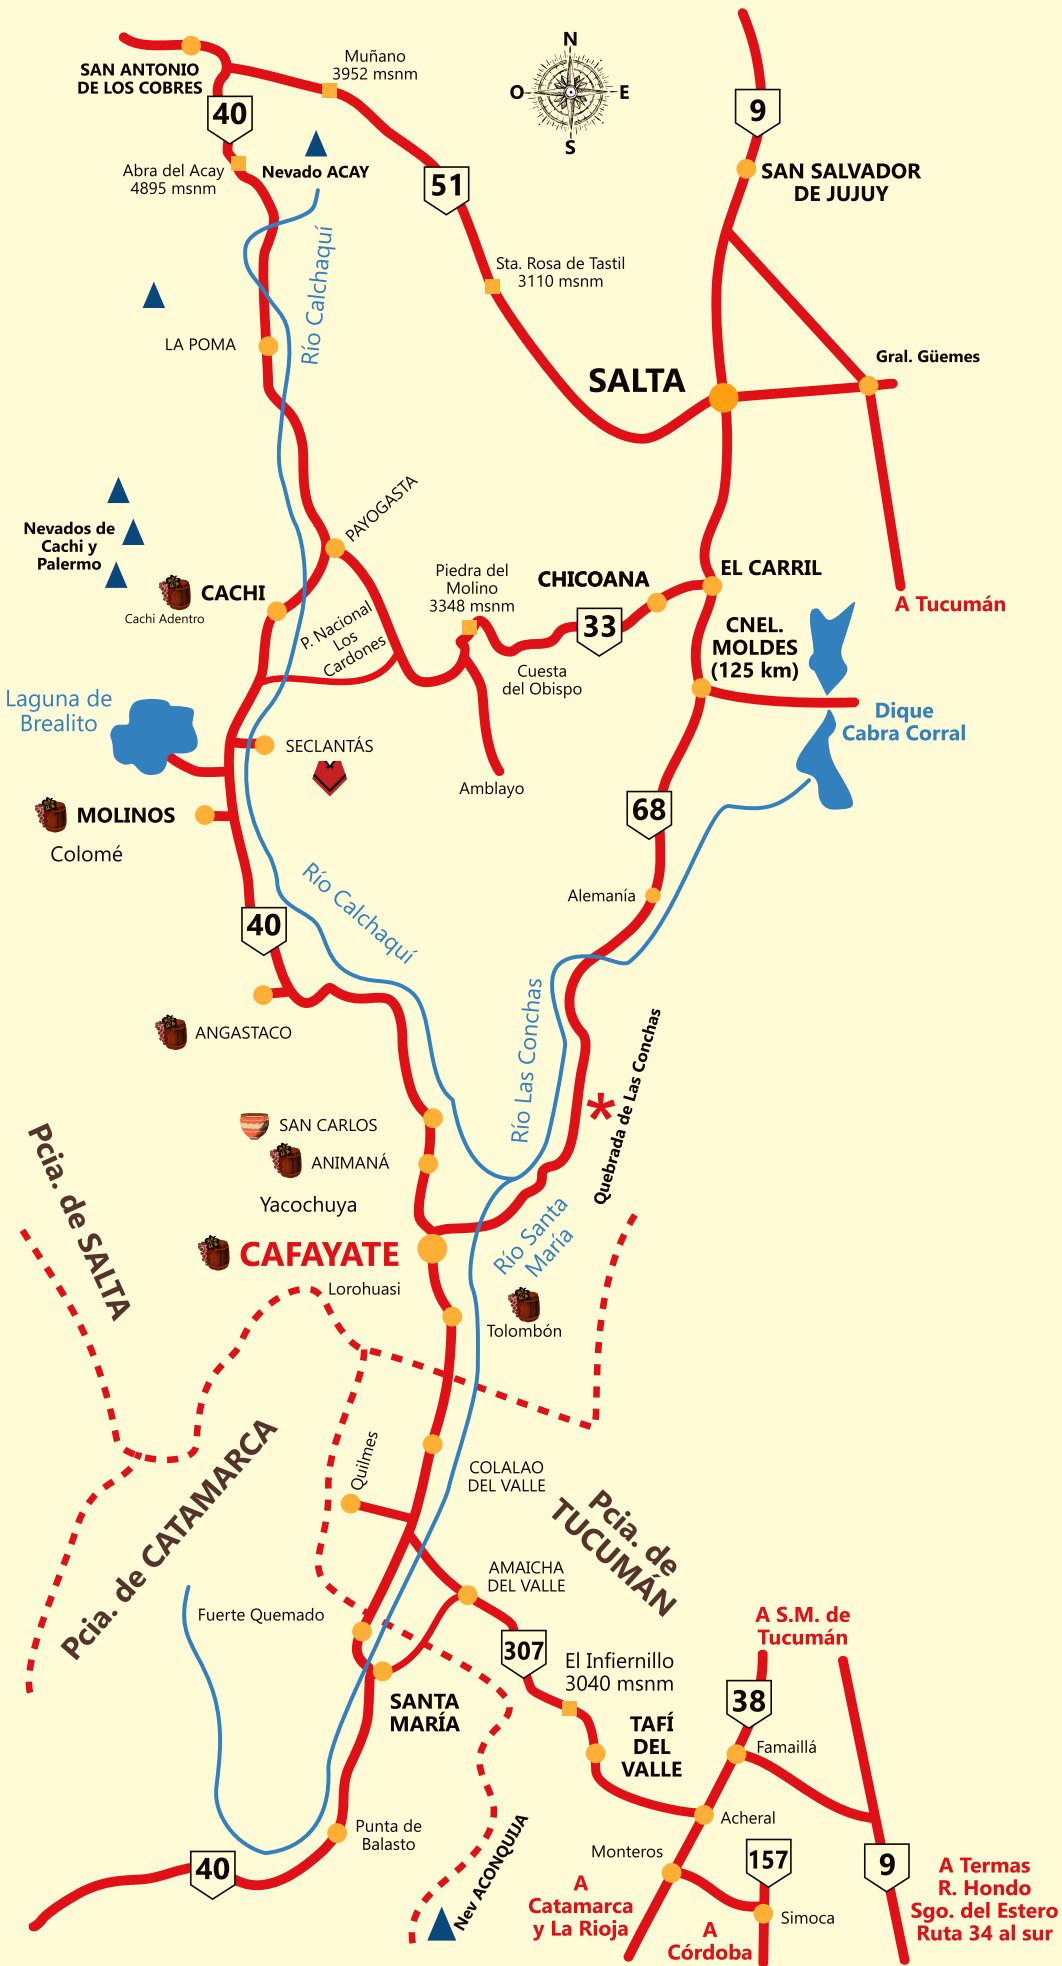 N
O
E
S
SAN ANTONIO
DE LOS COBRES
Muñano
3952 msnm
40
9
Abra del Acay
4895 msnm
Nevado ACAY
51
SAN SALVADOR
DE JUJUY
Río Calchaquí
Sta. Rosa de Tastil
3110 msnm
LA POMA
SALTA
Gral. Güemes
PAYOGASTA
Nevados de
Cachi y
Palermo
CACHI
Cachi Adentro
P. Nacional
Los
Cardones
Piedra del
Molino
3348 msnm
CHICOANA
EL CARRIL
33
A Tucumán
CNEL.
MOLDES
(125 km)
Cuesta
del Obispo
Laguna de
Brealito
Dique
Cabra Corral
SECLANTÁS
Amblayo
MOLINOS
Colomé
68
Alemanía
Río Calchaquí
40
ANGASTACO
Río Las Conchas
*
Quebrada de Las Conchas
SAN CARLOS
ANIMANÁ
Yacochuya
Pcia. de SALTA
CAFAYATE
Río Santa
María
Lorohuasi
Tolombón
Quilmes
COLALAO
DEL VALLE
Pcia. de CATAMARCA
Pcia. de
TUCUMÁN
AMAICHA
DEL VALLE
Fuerte Quemado
307
El Infiernillo
3040 msnm
A S.M. de
Tucumán
SANTA
MARÍA
38
TAFÍ
DEL
VALLE
Famaillá
Acheral
Punta de
Balasto
Nev ACONQUIJA
Monteros
157
9
40
A
Catamarca
y La Rioja
Simoca
A
Córdoba
A Termas
R. Hondo
Sgo. del Estero
Ruta 34 al sur